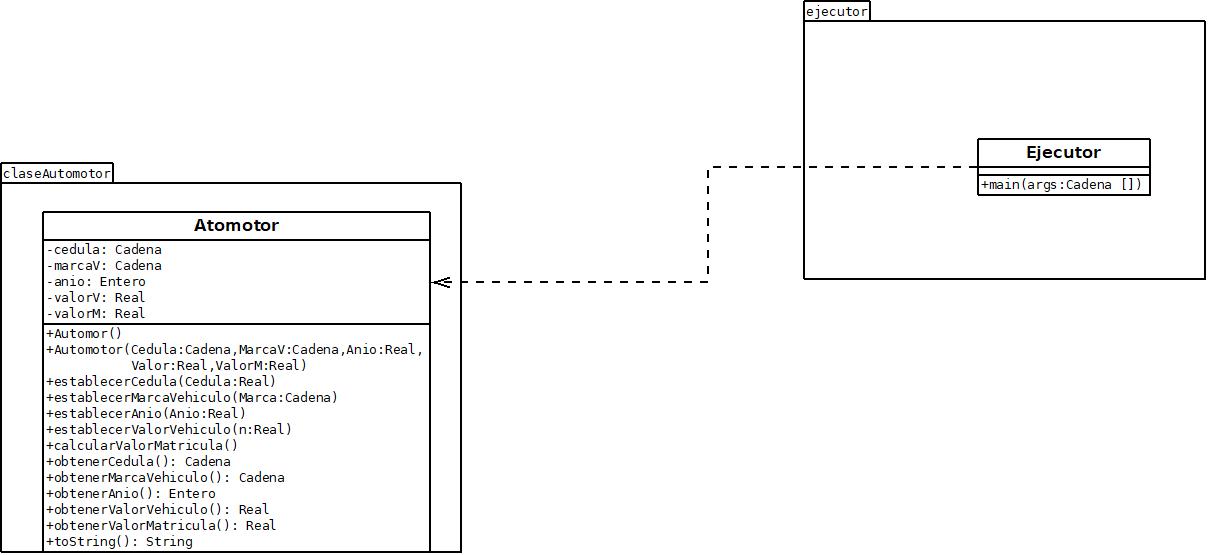 ejecutor
Ejecutor
+main(args:Cadena [])
claseAutomotor
Atomotor
-cedula: Cadena
-marcaV: Cadena
-anio: Entero
-valorV: Real
-valorM: Real
+Automor()
+Automotor(Cedula:Cadena,MarcaV:Cadena,Anio:Real,
Valor:Real,ValorM:Real)
+establecerCedula(Cedula:Real)
+establecerMarcaVehiculo(Marca:Cadena)
+establecerAnio(Anio:Real)
+establecerValorVehiculo(n:Real)
+calcularValorMatricula()
+obtenerCedula(): Cadena
+obtenerMarcaVehiculo(): Cadena
+obtenerAnio(): Entero
+obtenerValorVehiculo(): Real
+obtenerValorMatricula(): Real
+toString(): String